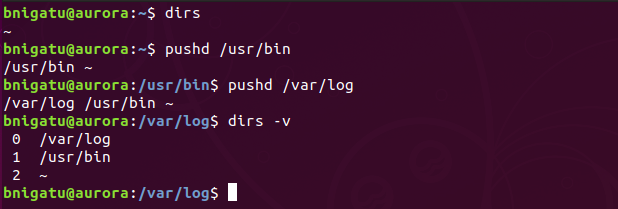 bnigatu@aurora:~$ dirs
~
bnigatu@aurora:~$ pushd /usr/bin
/usr/bin ~
bnigatu@aurora:/usr/bin$ pushd /var/log
/var/log /usr/bin ~
bnigatu@aurora:/var/log$ dirs -v
 0  /var/log
 1  /usr/bin
 2  ~
bnigatu@aurora:/var/log$